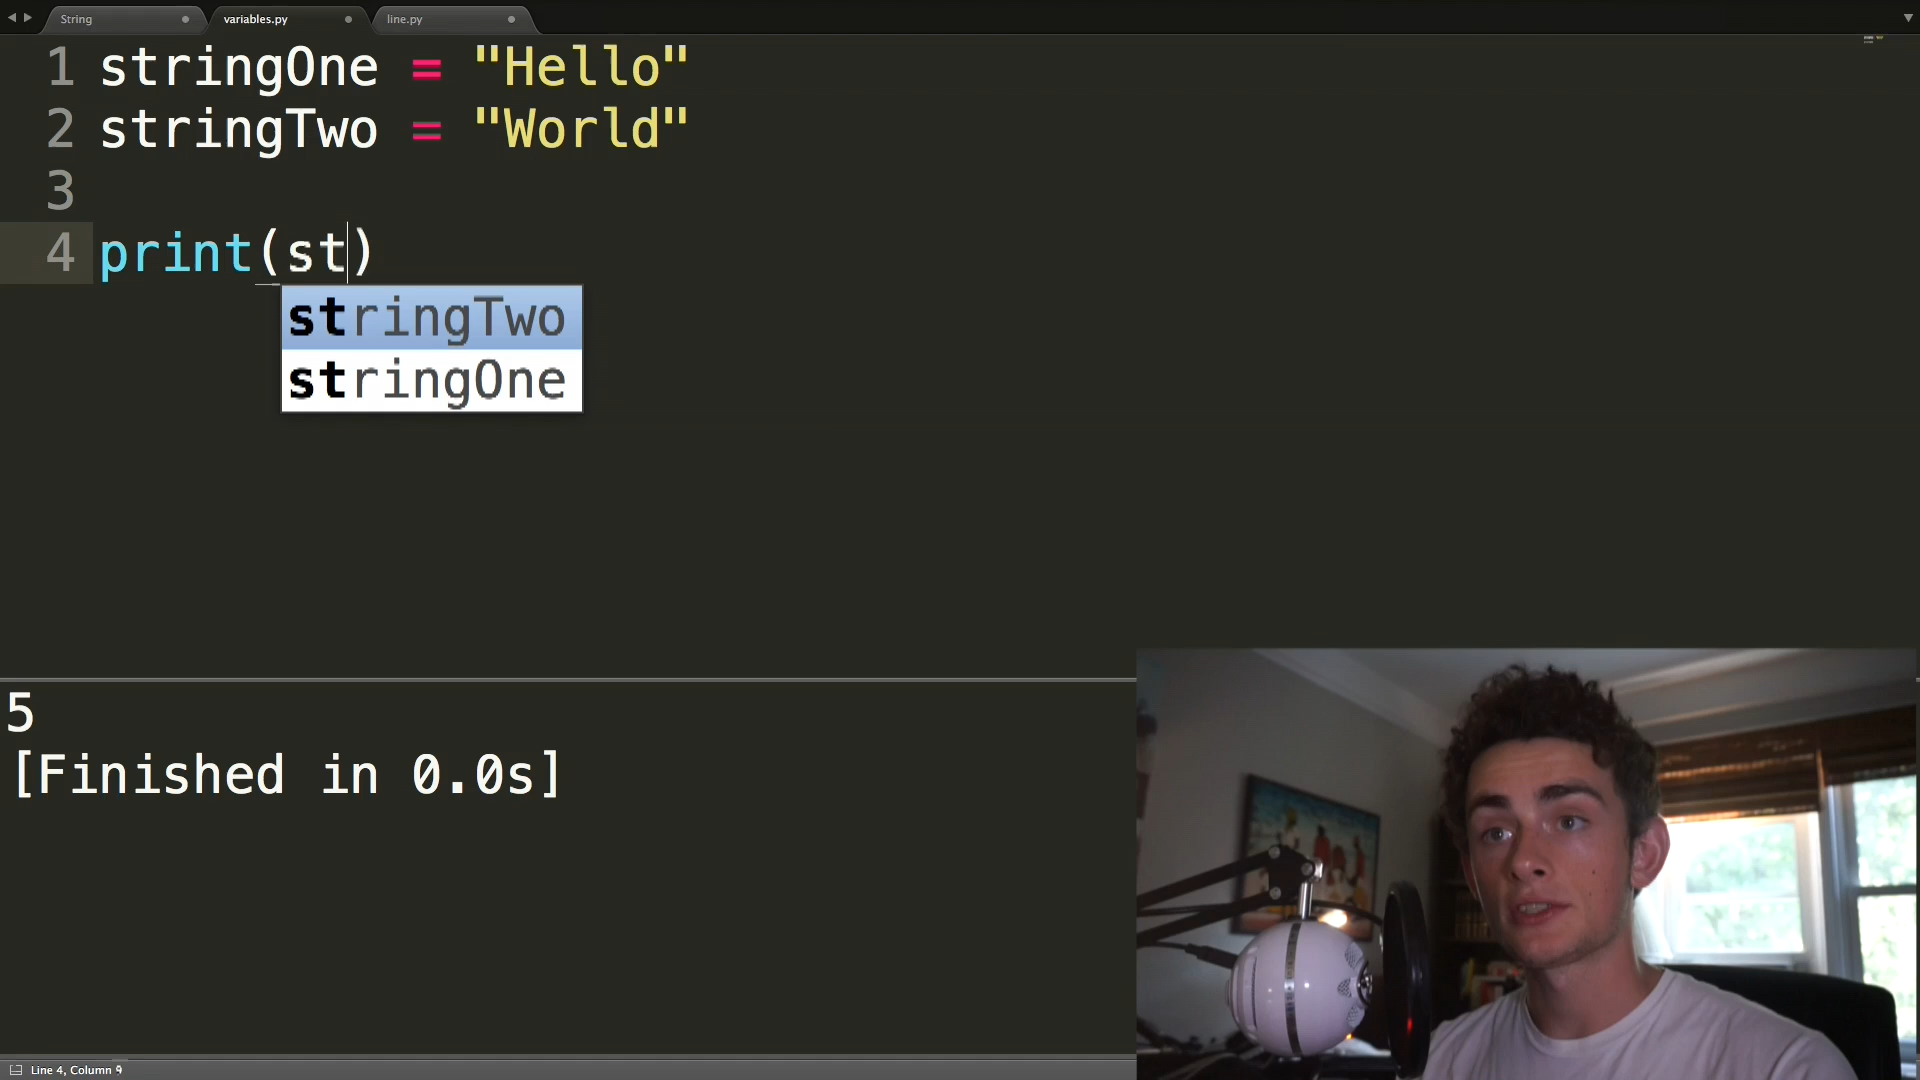 String
variables.py
line.py
1 stringOne = "Hello"
2 stringTwo = "World"
3
4 print(st)
stringTwo
stringOne
5
[Finished in 0.0s]
Line 4, Column 9